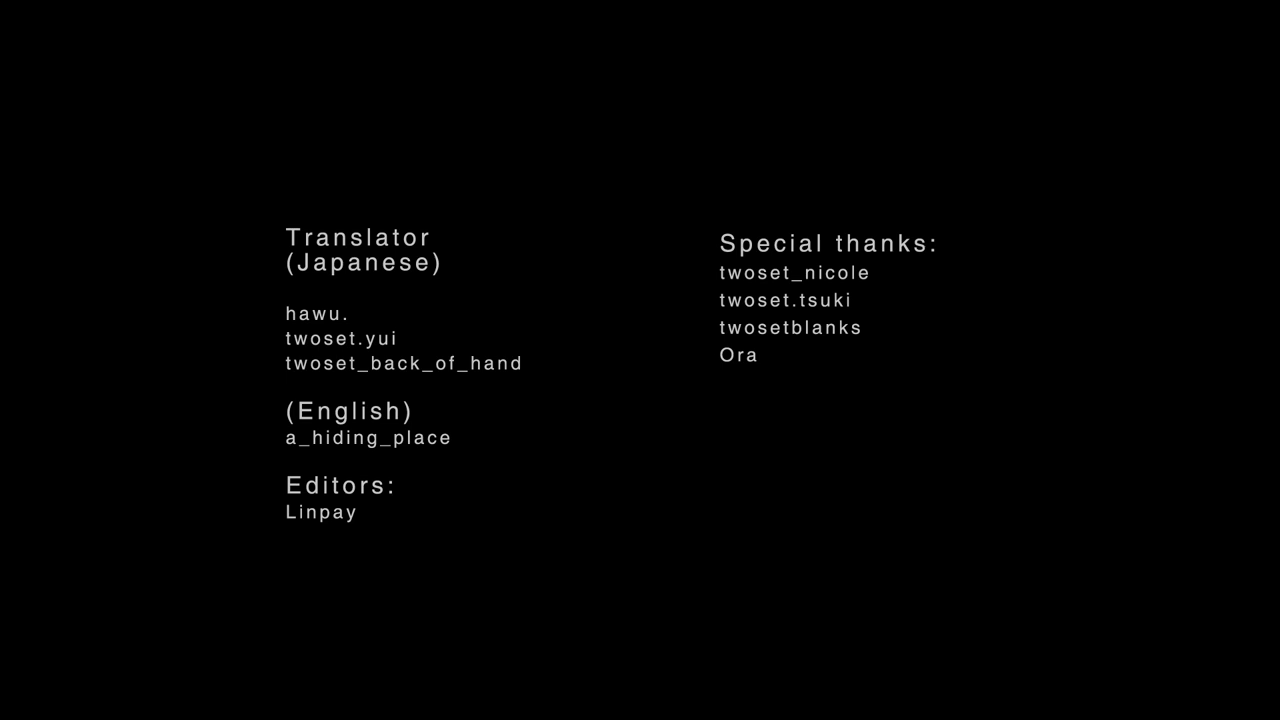 Translator
(Japanese)
hawu.
twoset.yui
twoset_back_of_hand
(English)
a_hiding_place
Editors:
Linpay
Special thanks:
twoset_nicole
twoset.tsuki
twosetblanks
Ora